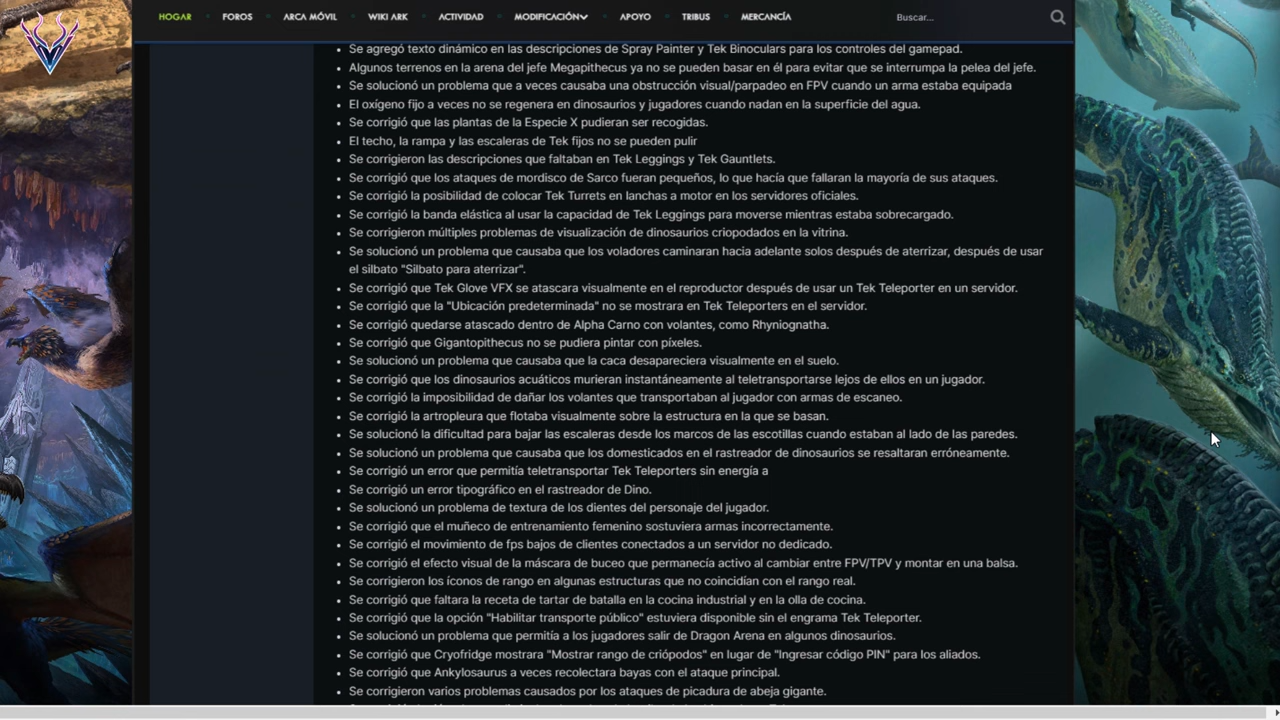 HOGAR FOROS ARCA MÓVIL WIKI ARK ACTIVIDAD MODIFICACIÓN APOYO TRIBUS MERCANCÍA Buscar...
Se agregó texto dinámico en las descripciones de Spray Painter y Tek Binoculars para los controles del gamepad.
Algunos terrenos en la arena del jefe Megapithecus ya no se pueden basar en él para evitar que se interrumpa la pelea del jefe.
Se solucionó un problema que a veces causaba una obstrucción visual/parpadeo en FPV cuando un arma estaba equipada
El oxígeno fijo a veces no se regenera en dinosaurios y jugadores cuando nadan en la superficie del agua.
Se corrigió que las plantas de la Especie X pudieran ser recogidas.
El techo, la rampa y las escaleras de Tek fijos no se pueden pulir
Se corrigieron las descripciones que faltaban en Tek Leggings y Tek Gauntlets.
Se corrigió que los ataques de mordisco de Sarco fueran pequeños, lo que hacía que fallaran la mayoría de sus ataques.
Se corrigió la posibilidad de colocar Tek Turrets en lanchas a motor en los servidores oficiales.
Se corrigió la banda elástica al usar la capacidad de Tek Leggings para moverse mientras estaba sobrecargado.
Se corrigieron múltiples problemas de visualización de dinosaurios criopodados en la vitrina.
Se solucionó un problema que causaba que los voladores caminaran hacia adelante solos después de aterrizar, después de usar
el silbato "Silbato para aterrizar".
Se corrigió que Tek Glove VFX se atascara visualmente en el reproductor después de usar un Tek Teleporter en un servidor.
Se corrigió que la "Ubicación predeterminada" no se mostrara en Tek Teleporters en el servidor.
Se corrigió quedarse atascado dentro de Alpha Carno con volantes, como Rhyniognatha.
Se corrigió que Gigantopithecus no se pudiera pintar con píxeles.
Se solucionó un problema que causaba que la caca desapareciera visualmente en el suelo.
Se corrigió que los dinosaurios acuáticos murieran instantáneamente al teletransportarse lejos de ellos en un jugador.
Se corrigió la imposibilidad de dañar los volantes que transportaban al jugador con armas de escaneo.
Se corrigió la artropleura que flotaba visualmente sobre la estructura en la que se basan.
Se solucionó la dificultad para bajar las escaleras desde los marcos de las escotillas cuando estaban al lado de las paredes.
Se solucionó un problema que causaba que los domesticados en el rastreador de dinosaurios se resaltaran erróneamente.
Se corrigió un error que permitía teletransportar Tek Teleporters sin energía a
Se corrigió un error tipográfico en el rastreador de Dino.
Se solucionó un problema de textura de los dientes del personaje del jugador.
Se corrigió que el muñeco de entrenamiento femenino sostuviera armas incorrectamente.
Se corrigió el movimiento de fps bajos de clientes conectados a un servidor no dedicado.
Se corrigió el efecto visual de la máscara de buceo que permanecía activo al cambiar entre FPV/TPV y montar en una balsa.
Se corrigieron los íconos de rango en algunas estructuras que no coincidían con el rango real.
Se corrigió que faltara la receta de tartar de batalla en la cocina industrial y en la olla de cocina.
Se corrigió que la opción "Habilitar transporte público" estuviera disponible sin el engrama Tek Teleporter.
Se solucionó un problema que permitía a los jugadores salir de Dragon Arena en algunos dinosaurios.
Se corrigió que Cryofridge mostrara "Mostrar rango de criópodos" en lugar de "Ingresar código PIN" para los aliados.
Se corrigió que Ankylosaurus a veces recolectara bayas con el ataque principal.
Se corrigieron varios problemas causados por los ataques de picadura de abeja gigante.